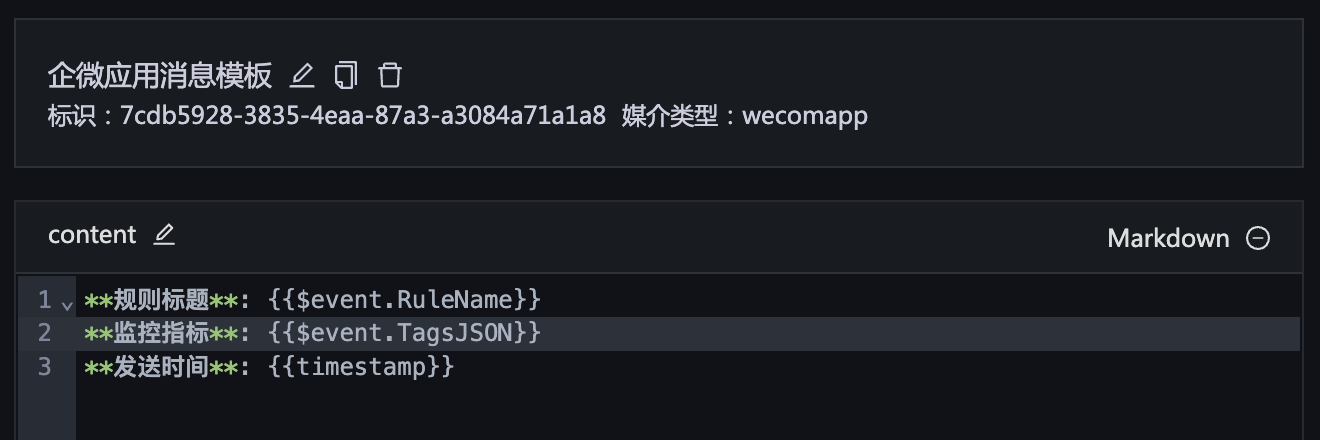 企微应用消息模板
标识：7cdb5928-3835-4eaa-87a3-a3084a71a1a8 媒介类型：wecomapp
content
Markdown
1 **规则标题**: {{$event.RuleName}}
2 **监控指标**: {{$event.TagsJSON}}
3 **发送时间**: {{timestamp}}